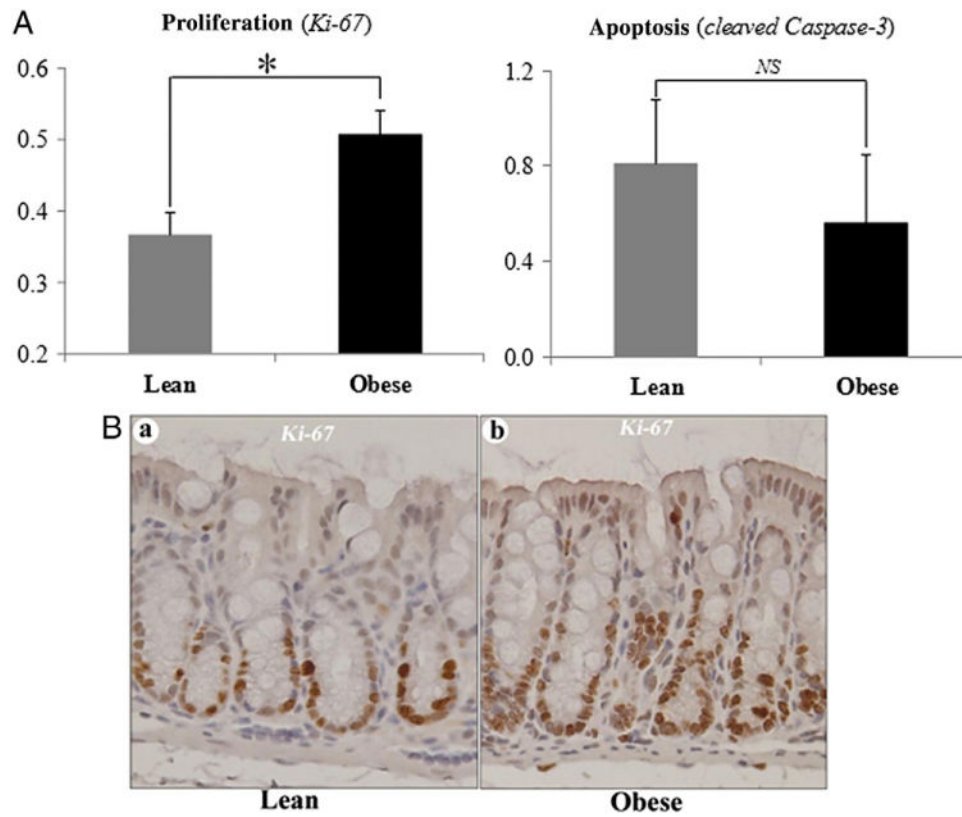 A
Proliferation (Ki-67)
0.6
0.5
0.4
0.3
0.2
*
Lean Obese
Apoptosis (cleaved Caspase-3)
1.2
0.8
0.4
0.0
NS
Lean Obese
B
a
Ki-67
b
Ki-67
Lean
Obese